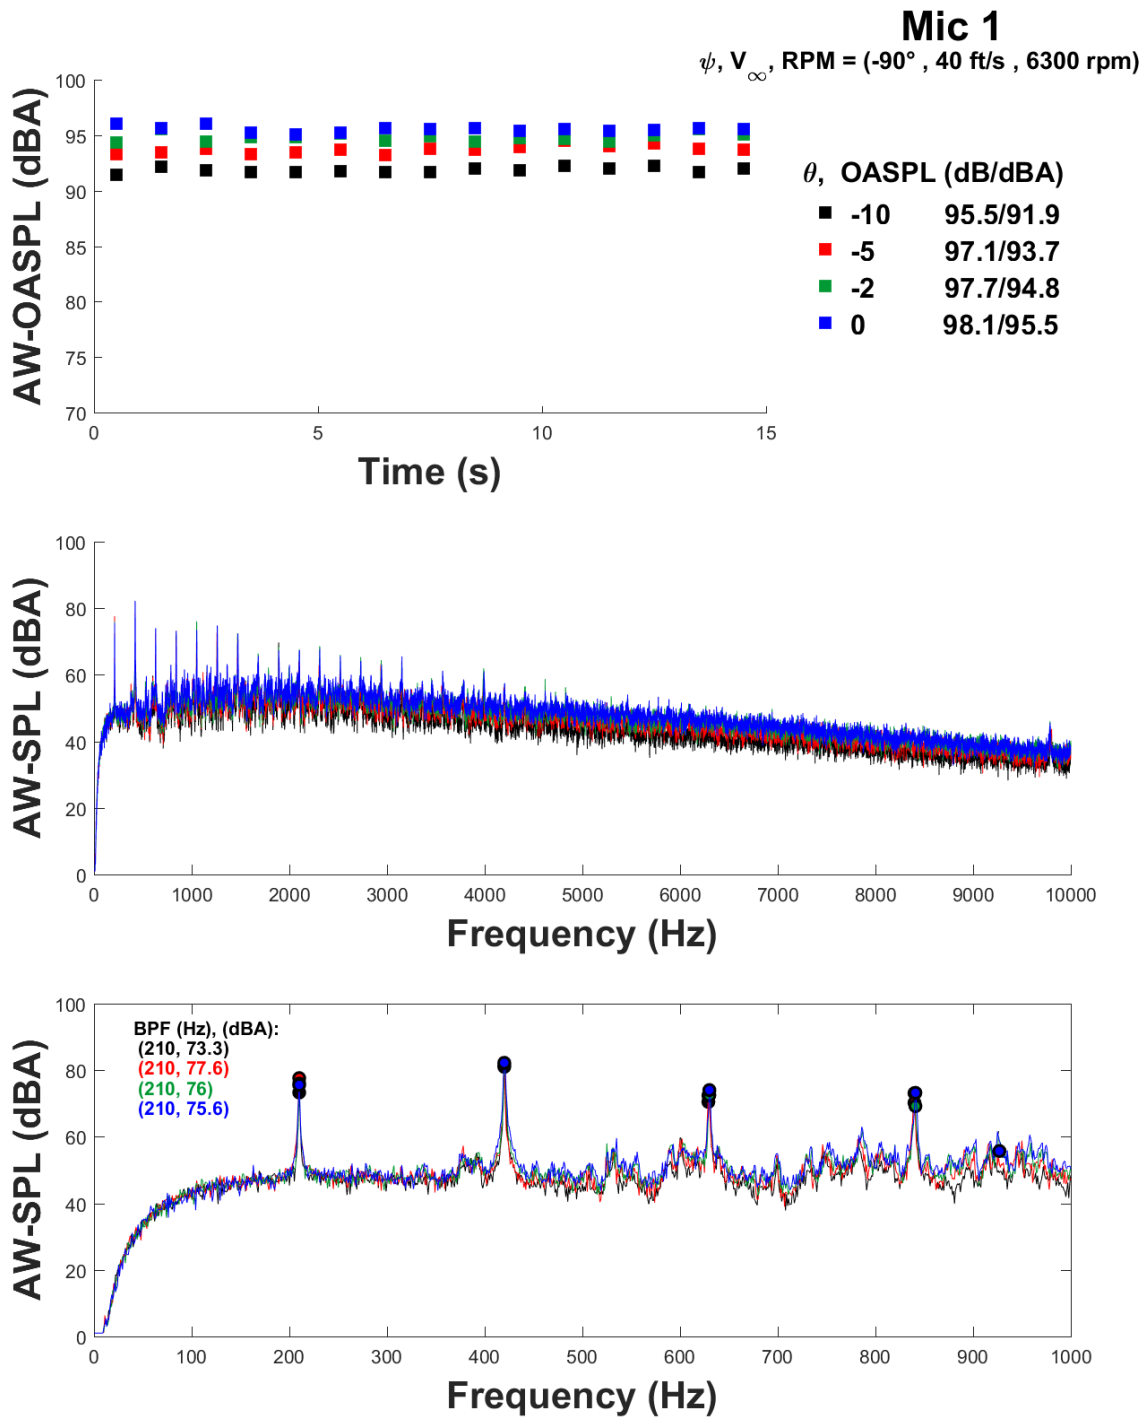 Mic 1
ψ, V∞, RPM = (-90° , 40 ft/s , 6300 rpm)
100
95
90
85
80
75
70
AW-OASPL (dBA)
0 5 10 15
Time (s)
θ, OASPL (dB/dBA)
-10 95.5/91.9
-5 97.1/93.7
-2 97.7/94.8
0 98.1/95.5
100
80
60
40
20
0
AW-SPL (dBA)
0 1000 2000 3000 4000 5000 6000 7000 8000 9000 10000
Frequency (Hz)
100
80
60
40
20
0
AW-SPL (dBA)
BPF (Hz), (dBA):
(210, 73.3)
(210, 77.6)
(210, 76)
(210, 75.6)
0 100 200 300 400 500 600 700 800 900 1000
Frequency (Hz)